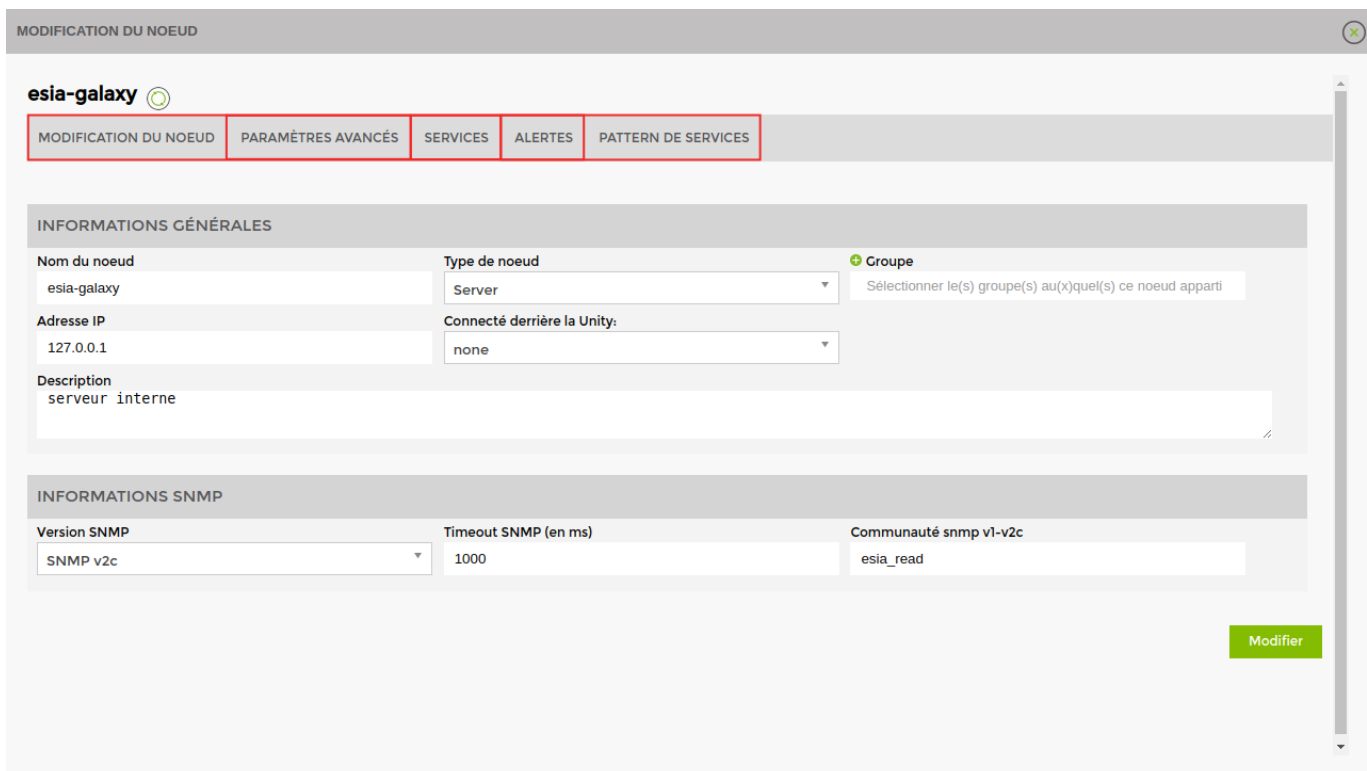 MODIFICATION DU NOEUD
esia-galaxy
MODIFICATION DU NOEUD PARAMÈTRES AVANCÉS SERVICES ALERTES PATTERN DE SERVICES
INFORMATIONS GÉNÉRALES
Nom du noeud Type de noeud Groupe
esia-galaxy Server Sélectionner le(s) groupe(s) au(x)quel(s) ce noeud apparti
Adresse IP Connecté derrière la Unity:
127.0.0.1 none
Description
serveur interne
INFORMATIONS SNMP
Version SNMP Timeout SNMP (en ms) Communauté snmp v1-v2c
SNMP v2c 1000 esia_read
Modifier